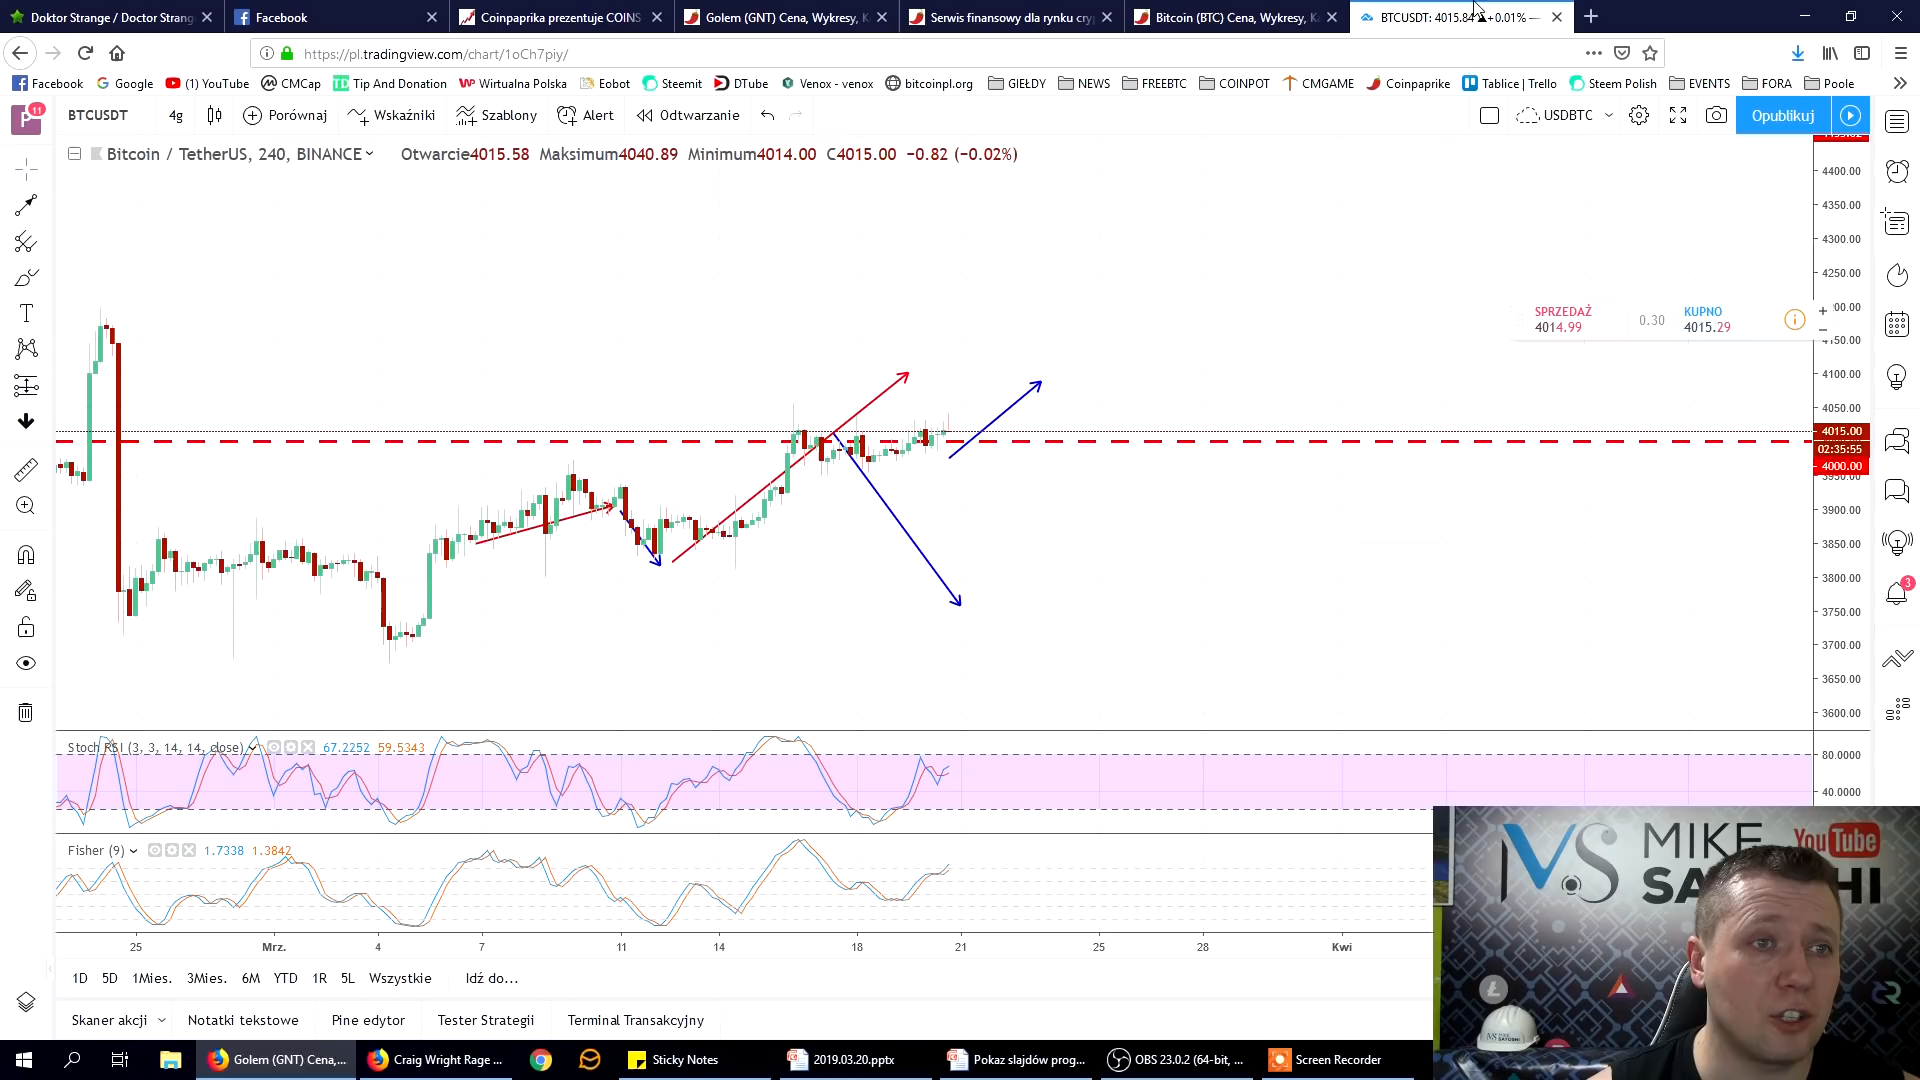 Doktor Strange / Doctor Strang
Facebook
Coinpaprika prezentuje COINS
Golem (GNT) Cena, Wykresy, K
Serwis finansowy dla rynku cry
Bitcoin (BTC) Cena, Wykresy, K
BTCUSDT: 4015.84 ▲+0.01% —
https://pl.tradingview.com/chart/1oCh7piy/
Facebook
Google
(1) YouTube
CMCap
Tip And Donation
Wirtualna Polska
Eobot
Steemit
DTube
Venox - venox
bitcoinpl.org
GIEŁDY
NEWS
FREEBTC
COINPOT
CMGAME
Coinpaprike
Tablice | Trello
Steem Polish
EVENTS
FORA
Poole
P 11
BTCUSDT
4g
Porównaj
Wskaźniki
Szablony
Alert
Odtwarzanie
USDBTC
Opublikuj
Bitcoin / TetherUS, 240, BINANCE
Otwarcie4015.58 Maksimum4040.89 Minimum4014.00 C4015.00 −0.82 (−0.02%)
4400.00
4350.00
4300.00
4250.00
SPRZEDAŻ
4014.99
0.30
KUPNO
4015.29
4100.00
4050.00
4015.00
02:35:55
4000.00
3900.00
3850.00
3800.00
3750.00
3700.00
3650.00
3600.00
3
Stoch RSI (3, 3, 14, 14, close) 67.2252 59.5343
80.0000
40.0000
Fisher (9) 1.7338 1.3842
25 Mrz. 4 7 11 14 18 21 25 28 Kwi
1D 5D 1Mies. 3Mies. 6M YTD 1R 5L Wszystkie Idź do...
Skaner akcji Notatki tekstowe Pine edytor Tester Strategii Terminal Transakcyjny
MIKE
YouTube
Golem (GNT) Cena,...
Craig Wright Rage ...
Sticky Notes
2019.03.20.pptx
Pokaz slajdów prog...
OBS 23.0.2 (64-bit, ...
Screen Recorder